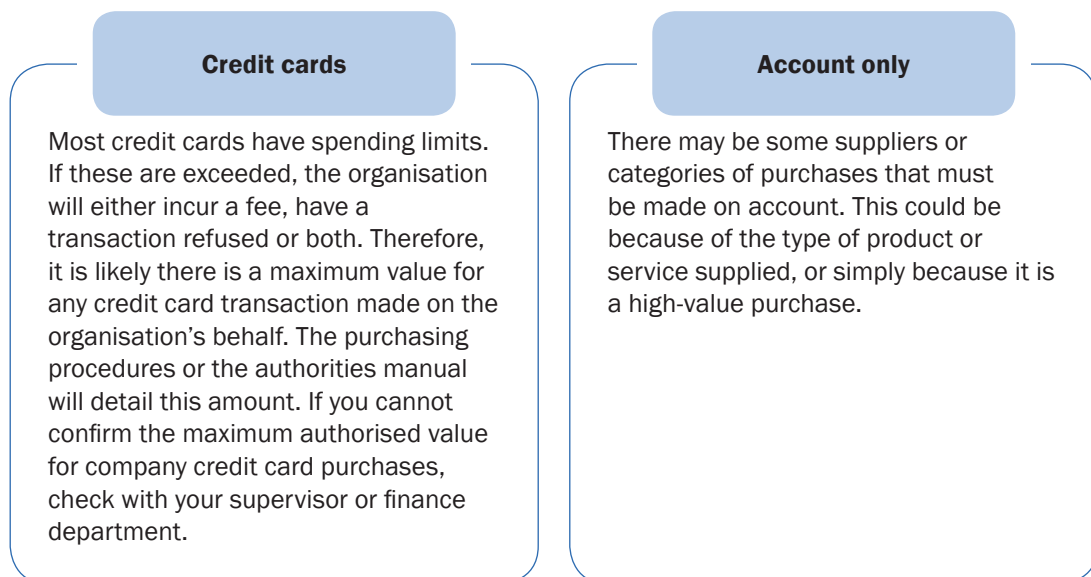 Credit cards
Most credit cards have spending limits.
If these are exceeded, the organisation
will either incur a fee, have a
transaction refused or both. Therefore,
it is likely there is a maximum value for
any credit card transaction made on the
organisation’s behalf. The purchasing
procedures or the authorities manual
will detail this amount. If you cannot
confirm the maximum authorised value
for company credit card purchases,
check with your supervisor or finance
department.
Account only
There may be some suppliers or
categories of purchases that must
be made on account. This could be
because of the type of product or
service supplied, or simply because it is
a high-value purchase.